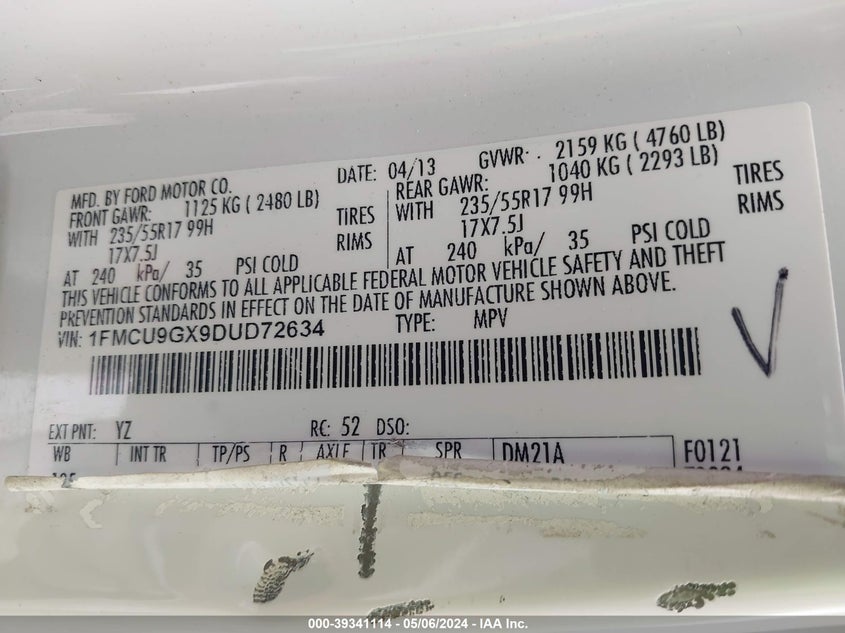 MFD. BY FORD MOTOR CO. DATE: 04/13 GVWR: 2159 KG ( 4760 LB)
FRONT GAWR: 1125 KG ( 2480 LB) REAR GAWR: 1040 KG ( 2293 LB)
WITH 235/55R17 99H TIRES WITH 235/55R17 99H TIRES
17X7.5J RIMS 17X7.5J RIMS
AT 240 kPa/ 35 PSI COLD AT 240 kPa/ 35 PSI COLD
THIS VEHICLE CONFORMS TO ALL APPLICABLE FEDERAL MOTOR VEHICLE SAFETY AND THEFT
PREVENTION STANDARDS IN EFFECT ON THE DATE OF MANUFACTURE SHOWN ABOVE.
VIN: 1FMCU9GX9DUD72634 TYPE: MPV
EXT PNT: YZ RC: 52 DSO:
WB INT TR TP/PS R AXLE TR SPR DM21A F0121
000-39341114 - 05/06/2024 - IAA Inc.